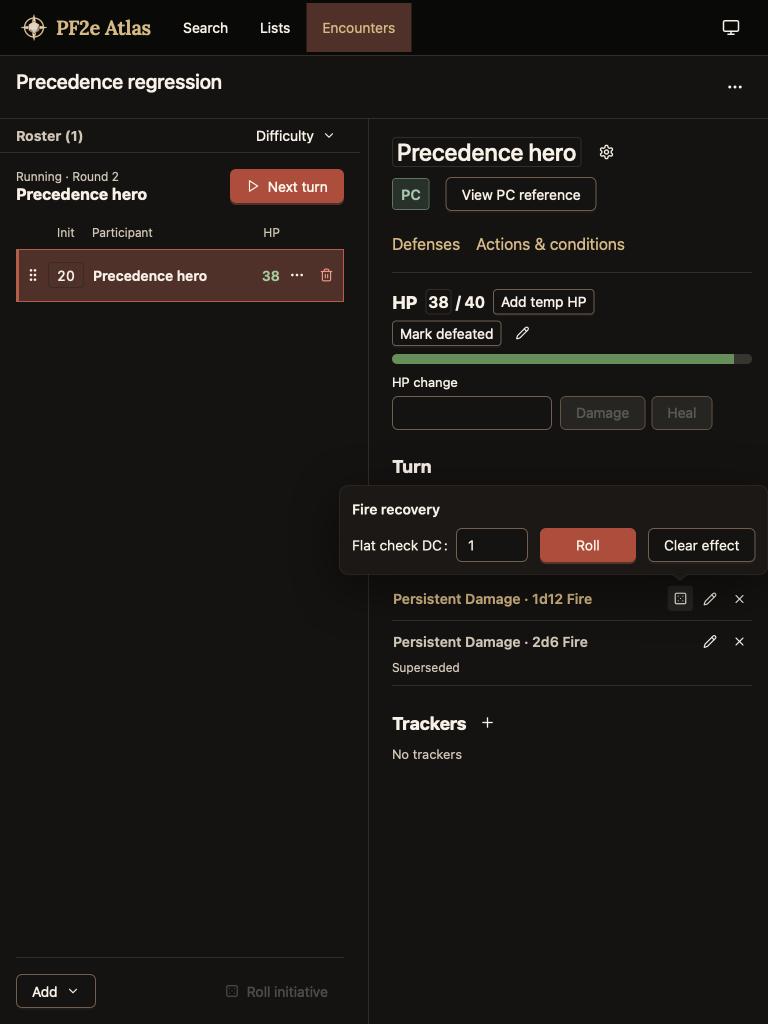 PF2e Atlas
Search
Lists
Encounters
Precedence regression
Roster (1)
Difficulty
Running · Round 2
Precedence hero
Next turn
Init
Participant
HP
20
Precedence hero
38
Add
Roll initiative
Precedence hero
PC
View PC reference
Defenses
Actions & conditions
HP 38 / 40
Add temp HP
Mark defeated
HP change
Damage
Heal
Turn
Fire recovery
Flat check DC: 1
Roll
Clear effect
Persistent Damage · 1d12 Fire
Persistent Damage · 2d6 Fire
Superseded
Trackers
No trackers